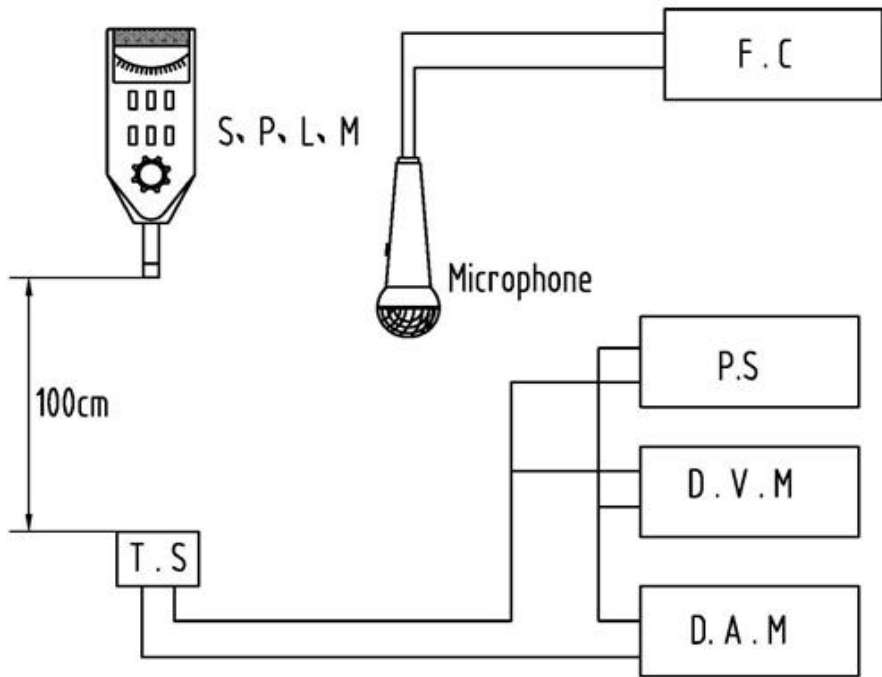 F.C
S、P、L、M
Microphone
P.S
100cm
D.V.M
T.S
D.A.M